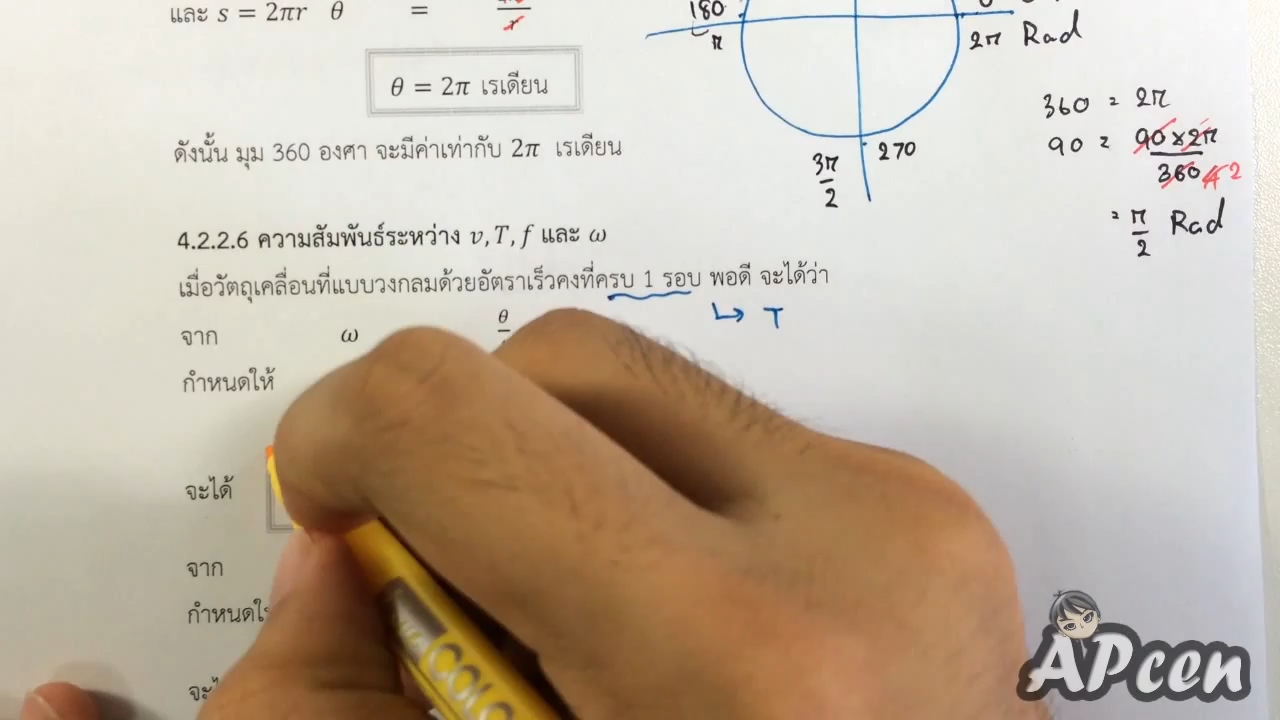 และ s = 2πr θ =
r
θ = 2π เรเดียน
ดังนั้น มุม 360 องศา จะมีค่าเท่ากับ 2π เรเดียน
4.2.2.6 ความสัมพันธ์ระหว่าง v, T, f และ ω
เมื่อวัตถุเคลื่อนที่แบบวงกลมด้วยอัตราเร็วคงที่ครบ 1 รอบ พอดี จะได้ว่า
T
จาก ω θ
กำหนดให้
จะได้
จาก
180
π
2π Rad
270
3π/2
360 = 2π
90 = 90 x 2π / 360 4 2
= π/2 Rad
COLO
APcen